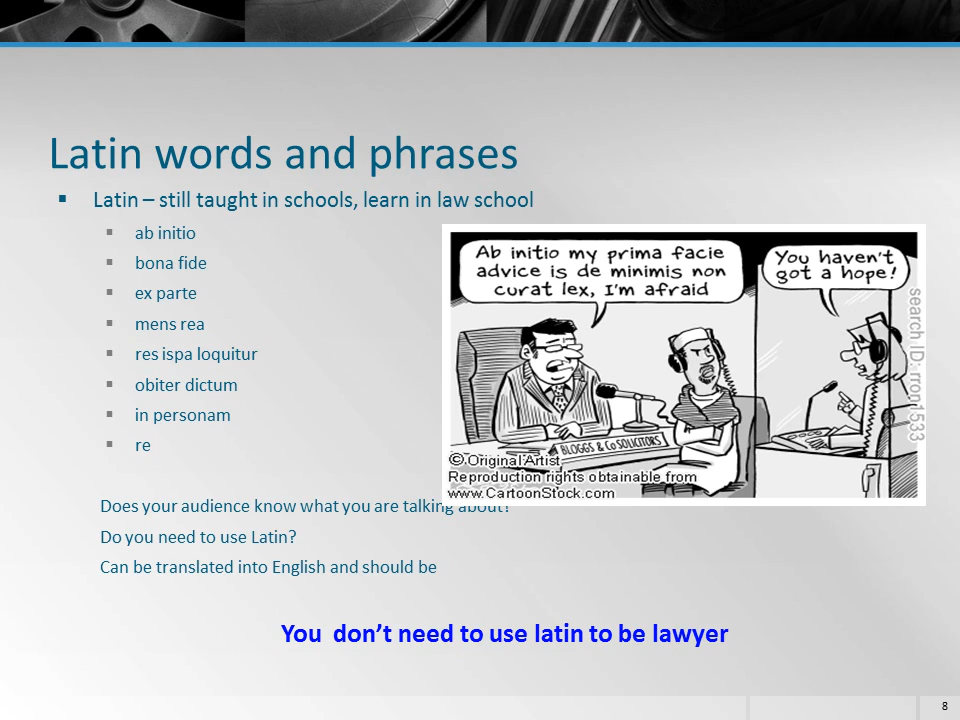 Latin words and phrases
▪ Latin – still taught in schools, learn in law school
▪ ab initio
▪ bona fide
▪ ex parte
▪ mens rea
▪ res ispa loquitur
▪ obiter dictum
▪ in personam
▪ re
Ab initio my prima facie
advice is de minimis non
curat lex, I'm afraid
You haven't
got a hope!
search ID: rron1533
BLOGGS & Co SOLICITORS
© Original Artist
Reproduction rights obtainable from
www.CartoonStock.com
Does your audience know what you are talking about?
Do you need to use Latin?
Can be translated into English and should be
You  don't need to use latin to be lawyer
8